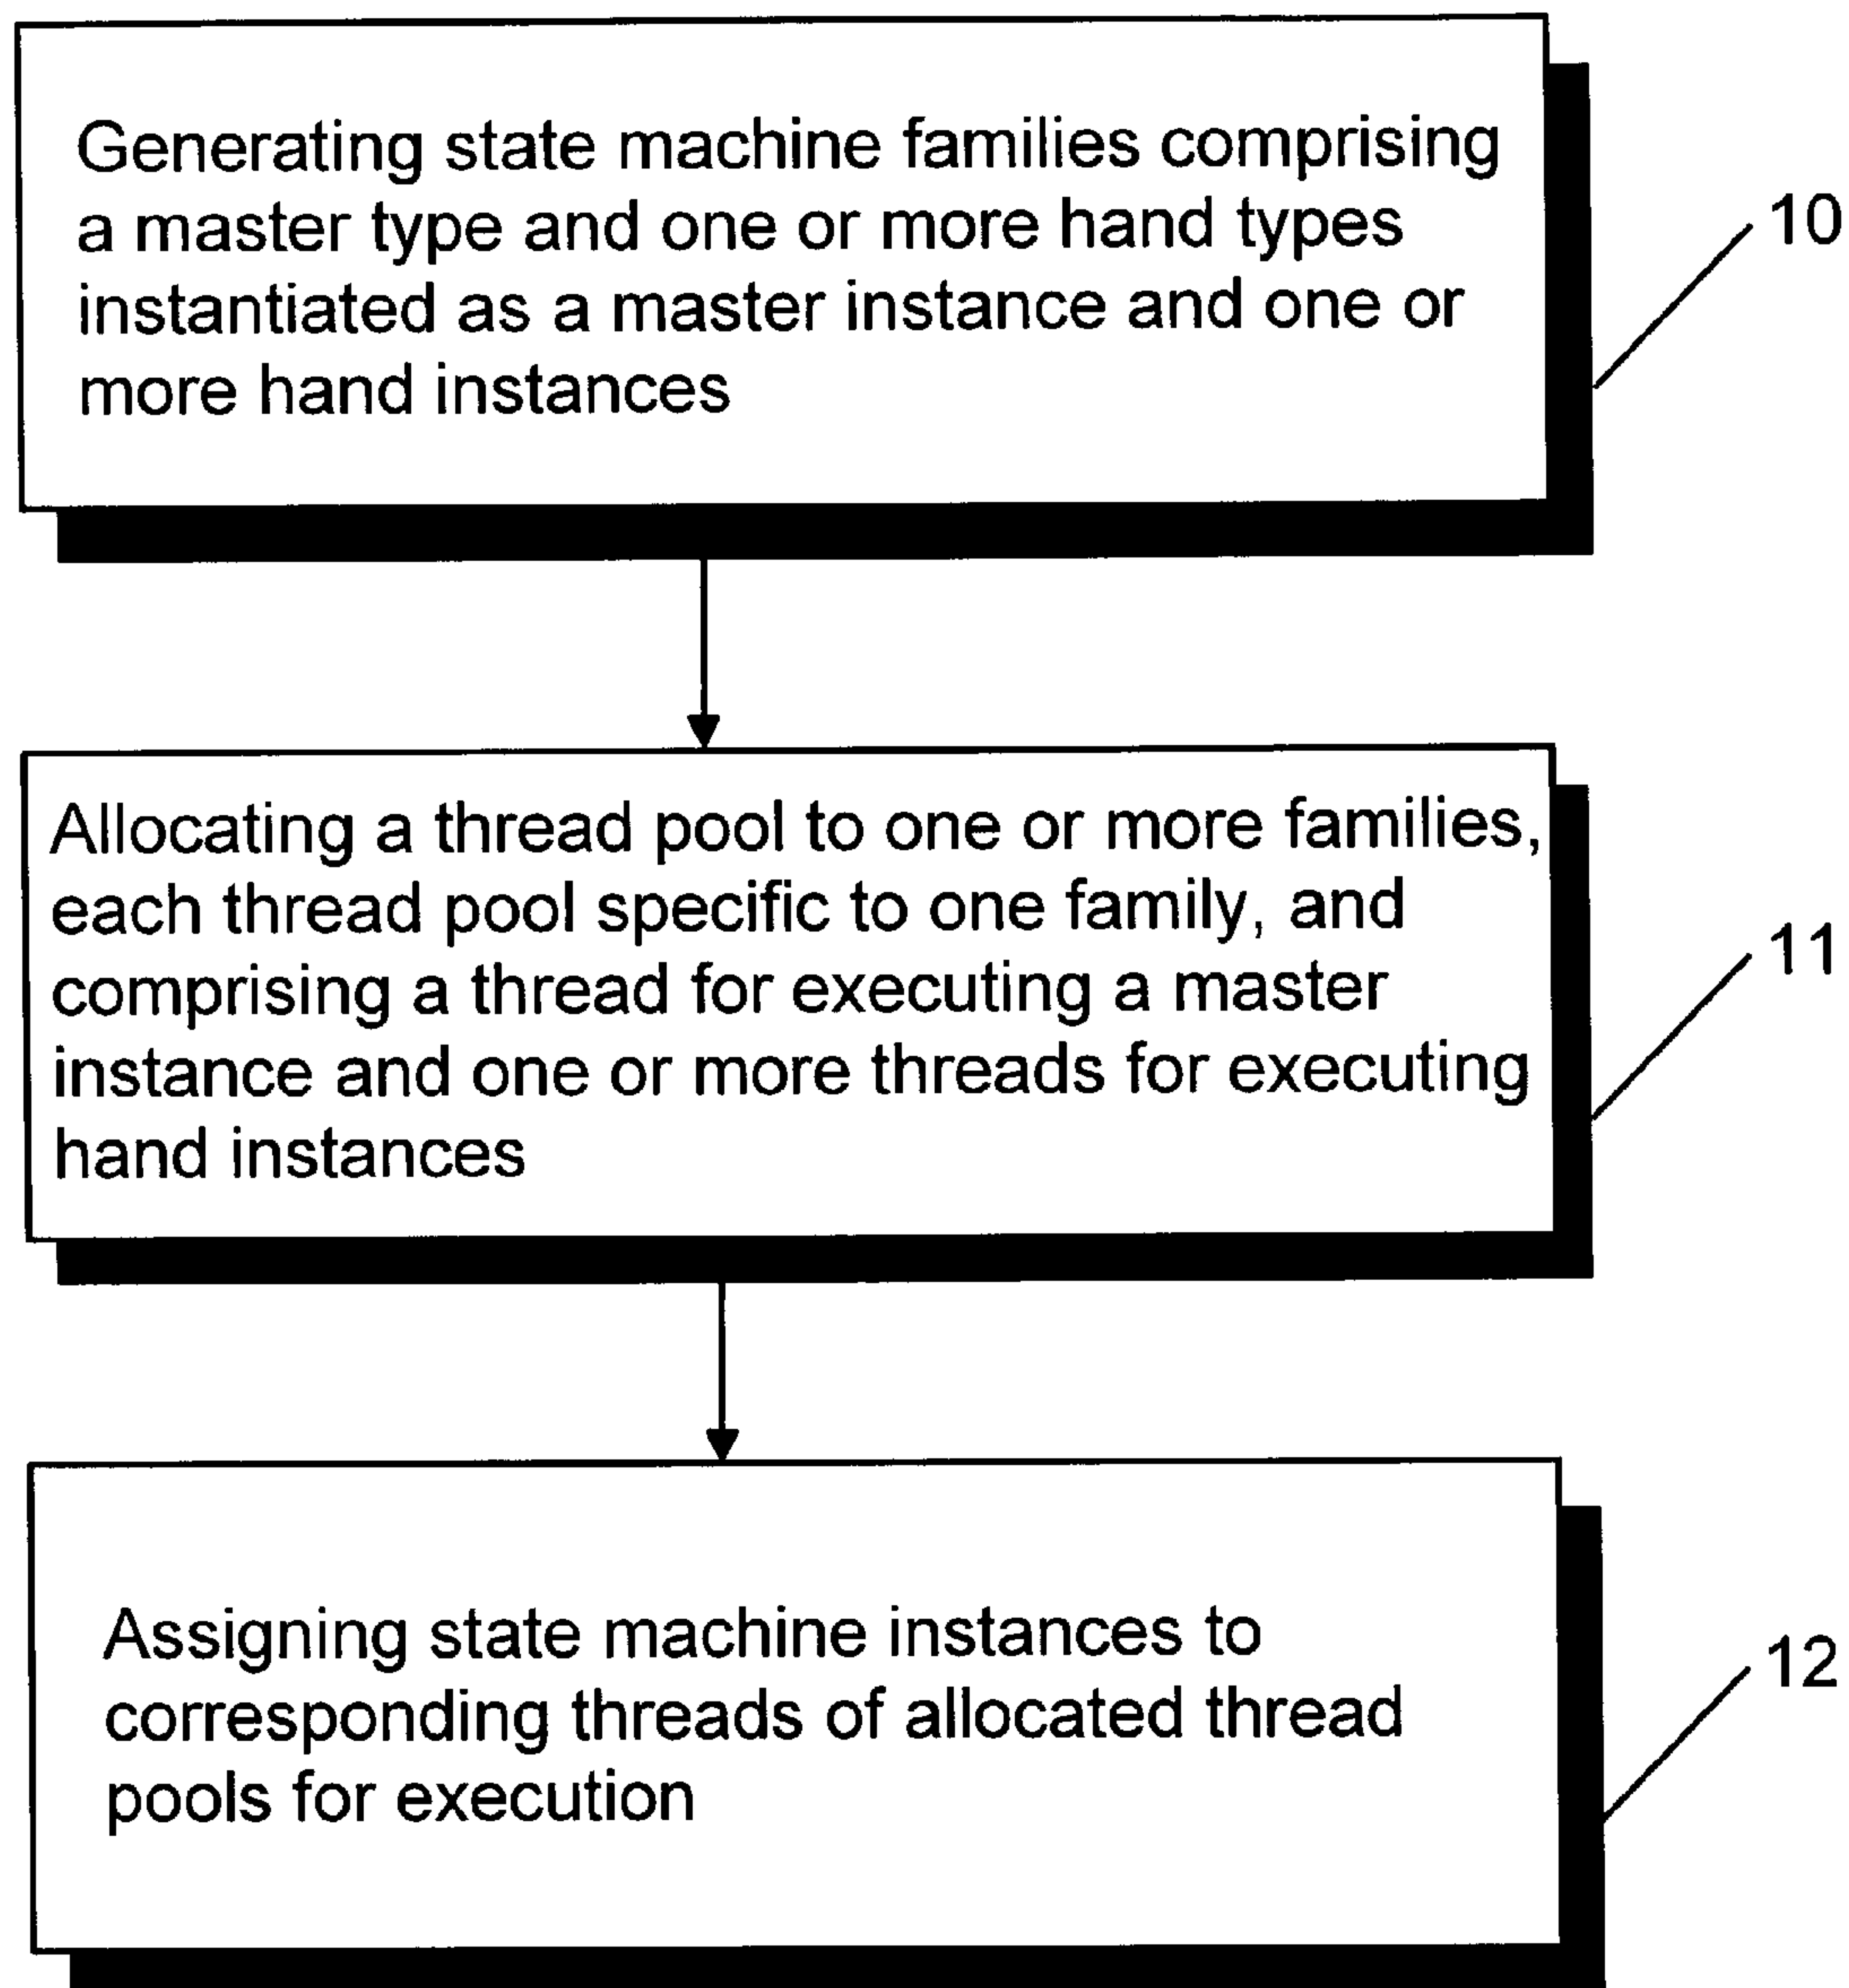 Generating state machine families comprising
a master type and one or more hand types
instantiated as a master instance and one or
more hand instances
10
Allocating a thread pool to one or more families,
each thread pool specific to one family, and
comprising a thread for executing a master
instance and one or more threads for executing
hand instances
11
Assigning state machine instances to
corresponding threads of allocated thread
pools for execution
12